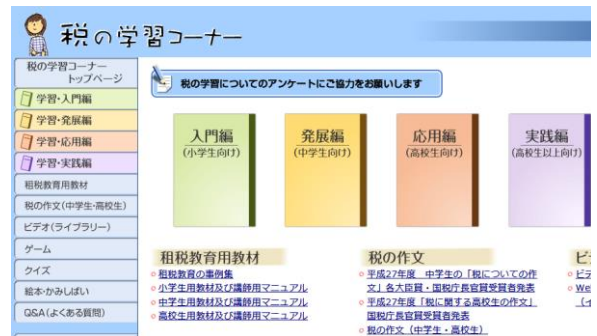 税の学習コーナー
税の学習コーナー
トップページ
学習・入門編
学習・発展編
学習・応用編
学習・実践編
租税教育用教材
税の作文(中学生・高校生)
ビデオ(ライブラリー)
ゲーム
クイズ
絵本・かみしばい
Q&A(よくある質問)
税の学習についてのアンケートにご協力をお願いします
入門編
(小学生向け)
発展編
(中学生向け)
応用編
(高校生向け)
実践編
(高校生以上向け)
租税教育用教材
租税教育の事例集
小学生用教材及び講師用マニュアル
中学生用教材及び講師用マニュアル
高校生用教材及び講師用マニュアル
税の作文
平成27年度 中学生の「税についての作
文」各大臣賞・国税庁長官賞受賞者発表
平成27年度「税に関する高校生の作文」
国税庁長官賞受賞者発表
税の作文(中学生・高校生)
ビデ
We
(イ